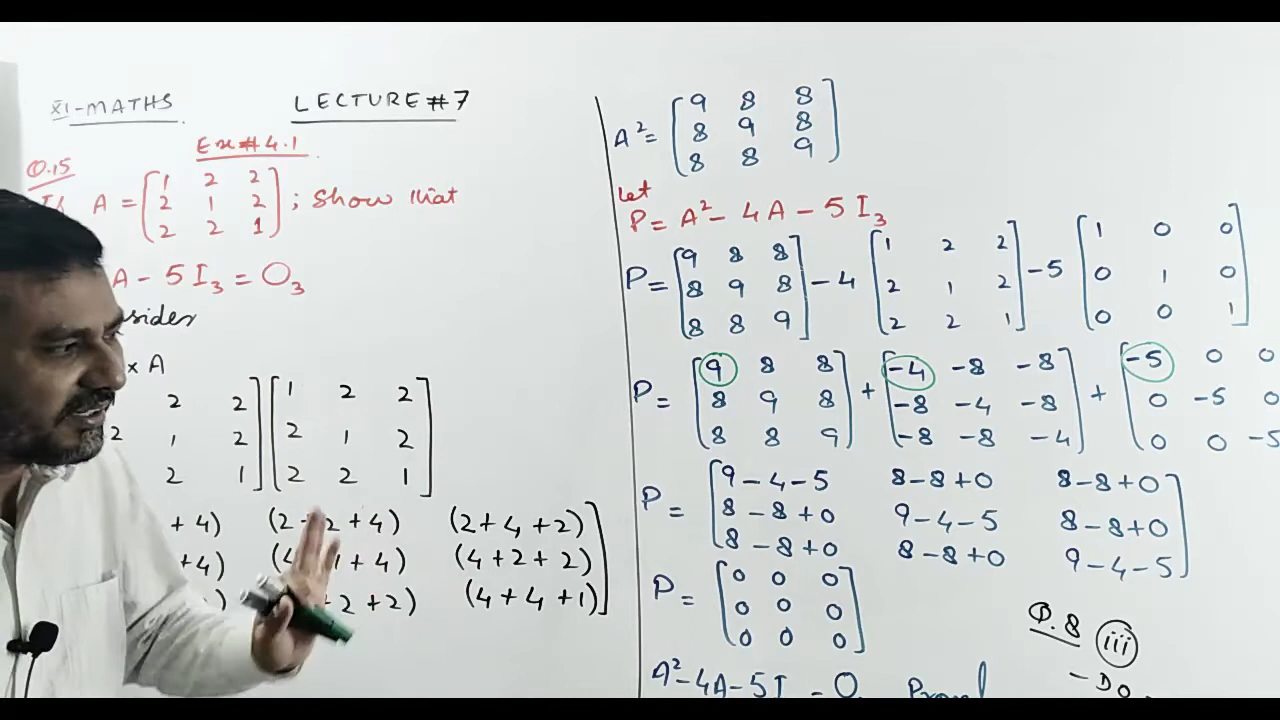 XI-MATHS LECTURE #7
Ex# 4.1
Q.15
If A = [1 2 2
2 1 2
2 2 1] ; Show that
A - 5 I₃ = O₃
sider
x A
2 2] [1 2 2
2 1 2 2 1 2
2 1] [2 2 1]
+ 4) (2 + 2 + 4) (2 + 4 + 2)
+ 4) (4 + 1 + 4) (4 + 2 + 2)
+ 2 + 2) (4 + 4 + 1)]
A² = [9 8 8
8 9 8
8 8 9]
Let
P = A² - 4A - 5 I₃
P = [9 8 8] - 4 [1 2 2] - 5 [1 0 0]
8 9 8 2 1 2 0 1 0
8 8 9 2 2 1 0 0 1
P = [9 8 8] + [-4 -8 -8] + [-5 0 0
8 9 8 -8 -4 -8 0 -5 0
8 8 9 -8 -8 -4 0 0 -5
P = [9 - 4 - 5 8 - 8 + 0 8 - 8 + 0]
8 - 8 + 0 9 - 4 - 5 8 - 8 + 0
8 - 8 + 0 8 - 8 + 0 9 - 4 - 5
P = [0 0 0
0 0 0
0 0 0]
A² - 4A - 5I = O
Q.8 (iii)
- Do